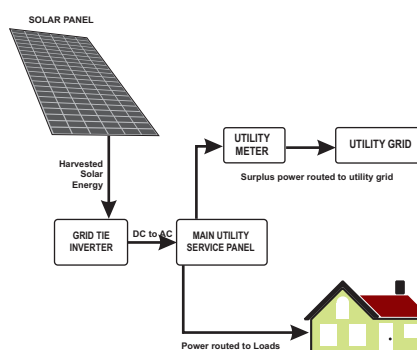 SOLAR PANEL
UTILITY
METER
UTILITY GRID
Harvested
Solar
Energy
Surplus power routed to utility grid
GRID TIE
INVERTER
DC to AC
MAIN UTILITY
SERVICE PANEL
Power routed to Loads